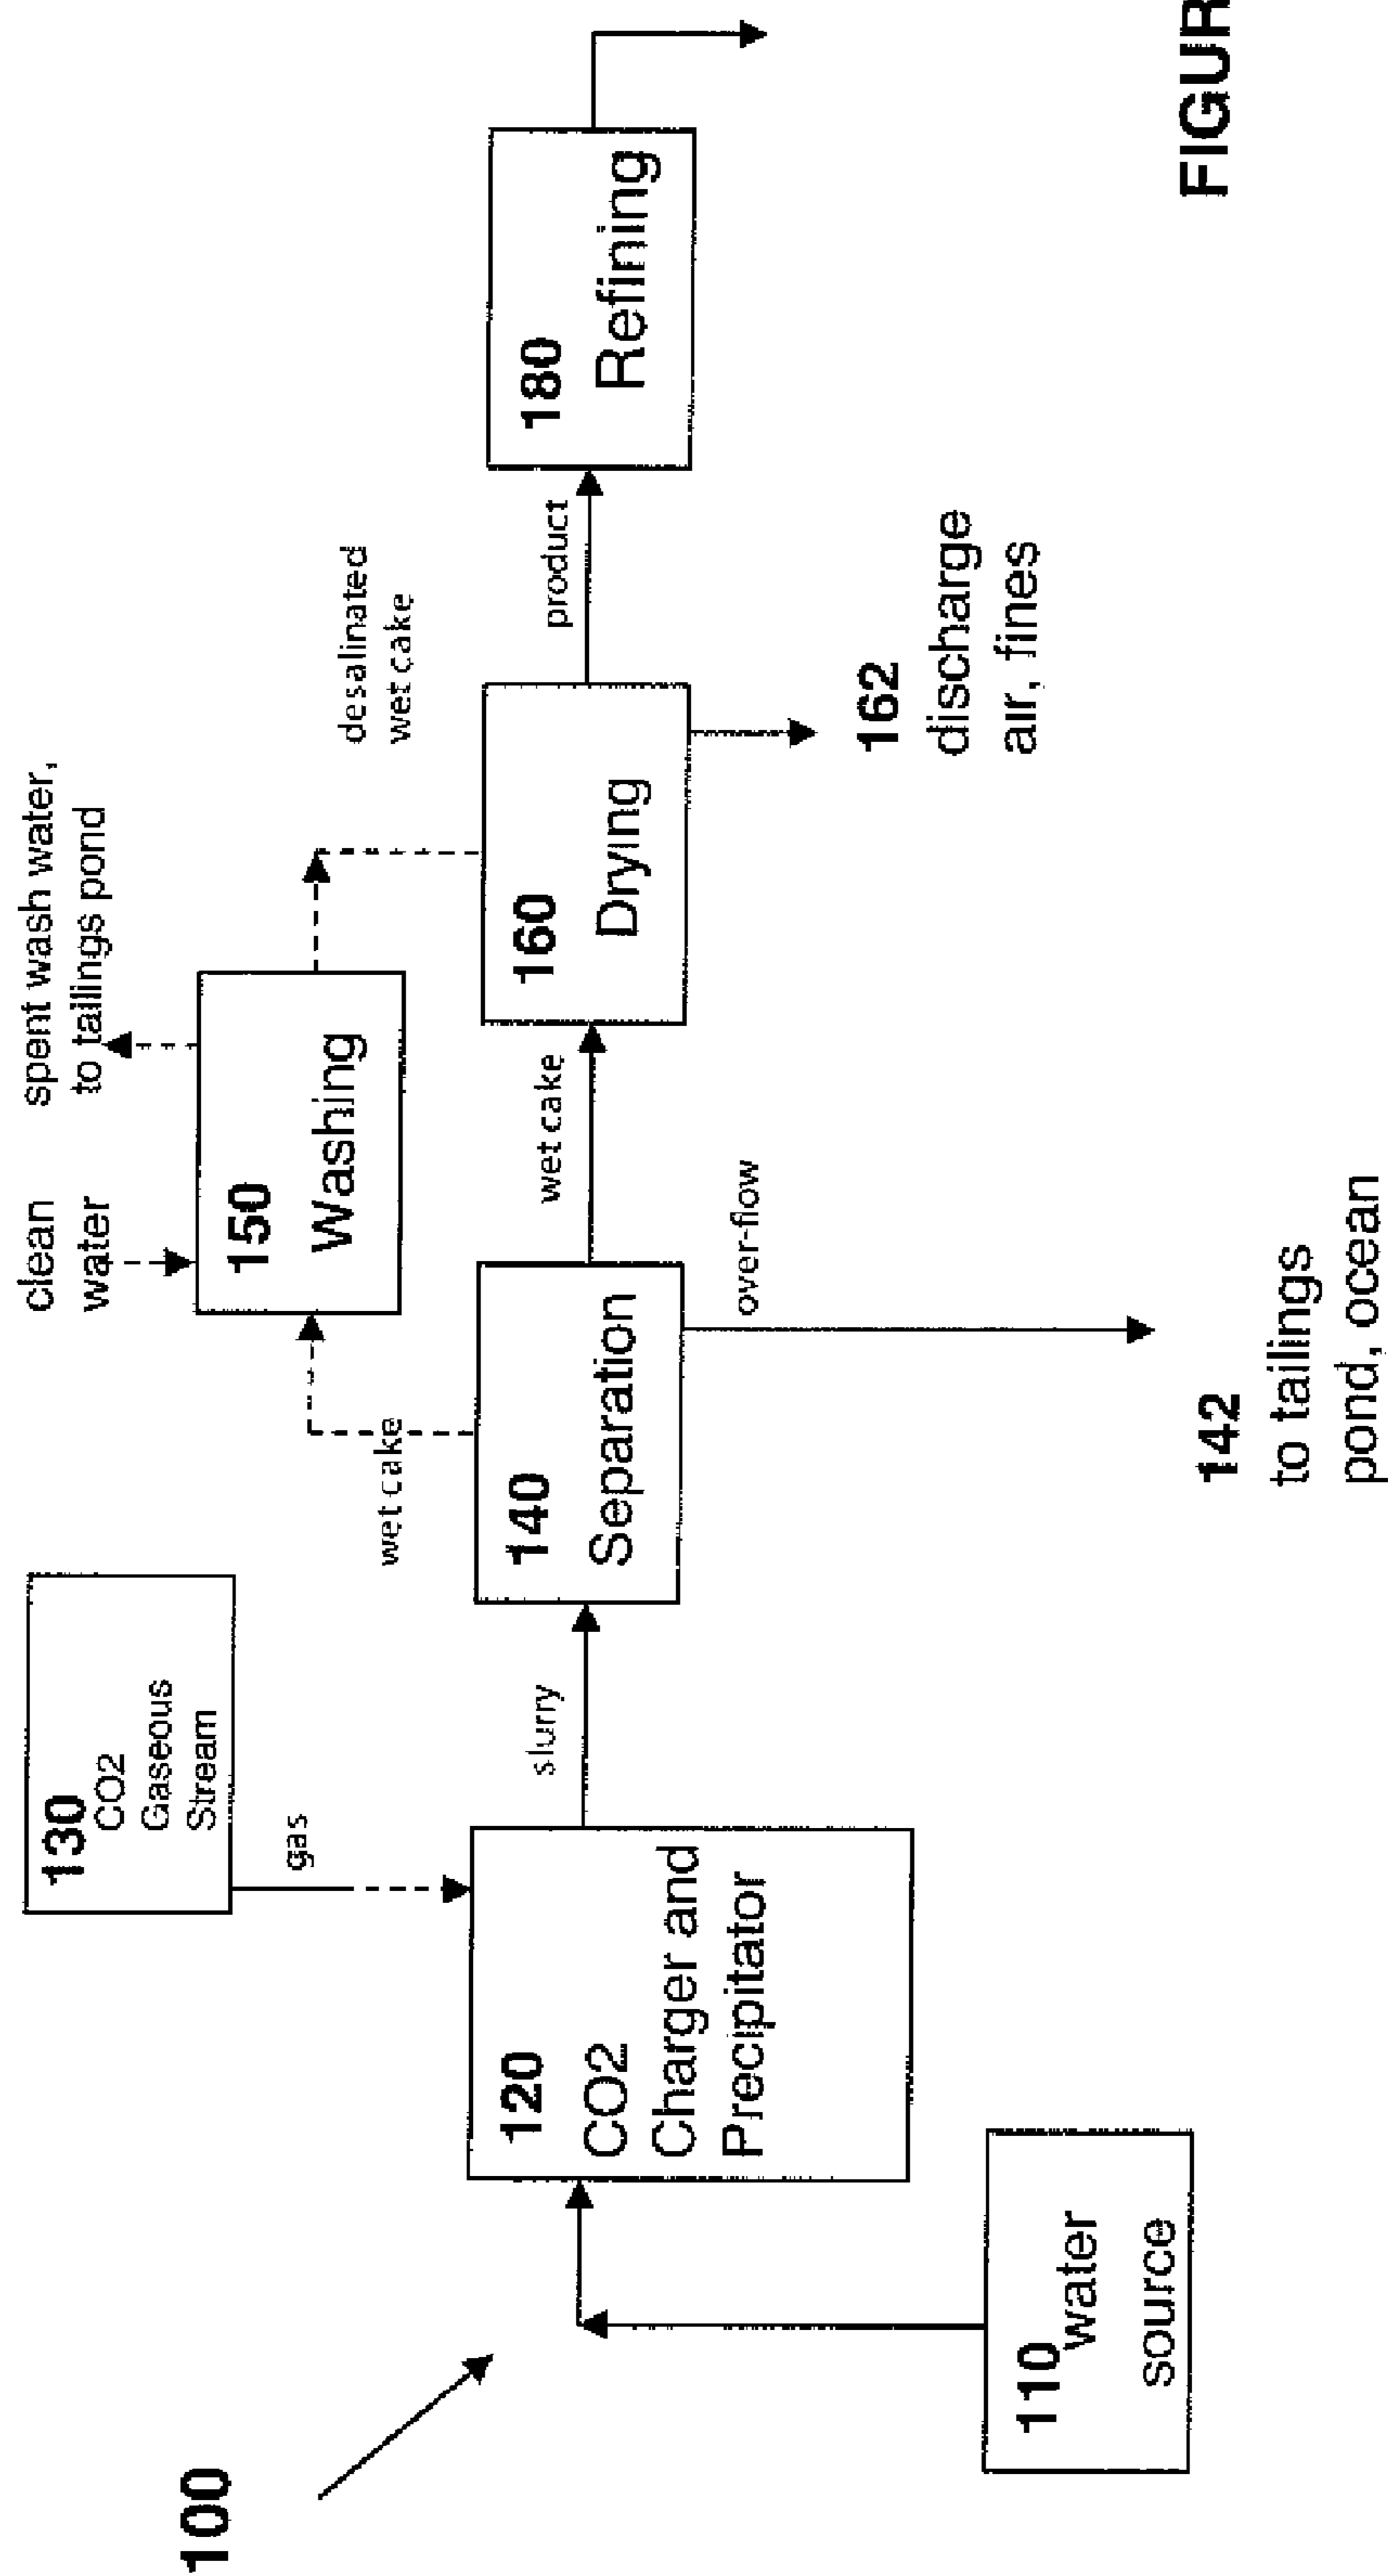 100
110
water
source
120
CO2
Charger and
Precipitator
130
CO2
Gaseous
Stream
gas
slurry
140
Separation
wet cake
wet cake
over-flow
142
to tailings
pond, ocean
clean
water
150
Washing
spent wash water,
to tailings pond
desalinated
wet cake
160
Drying
162
discharge
air, fines
product
180
Refining